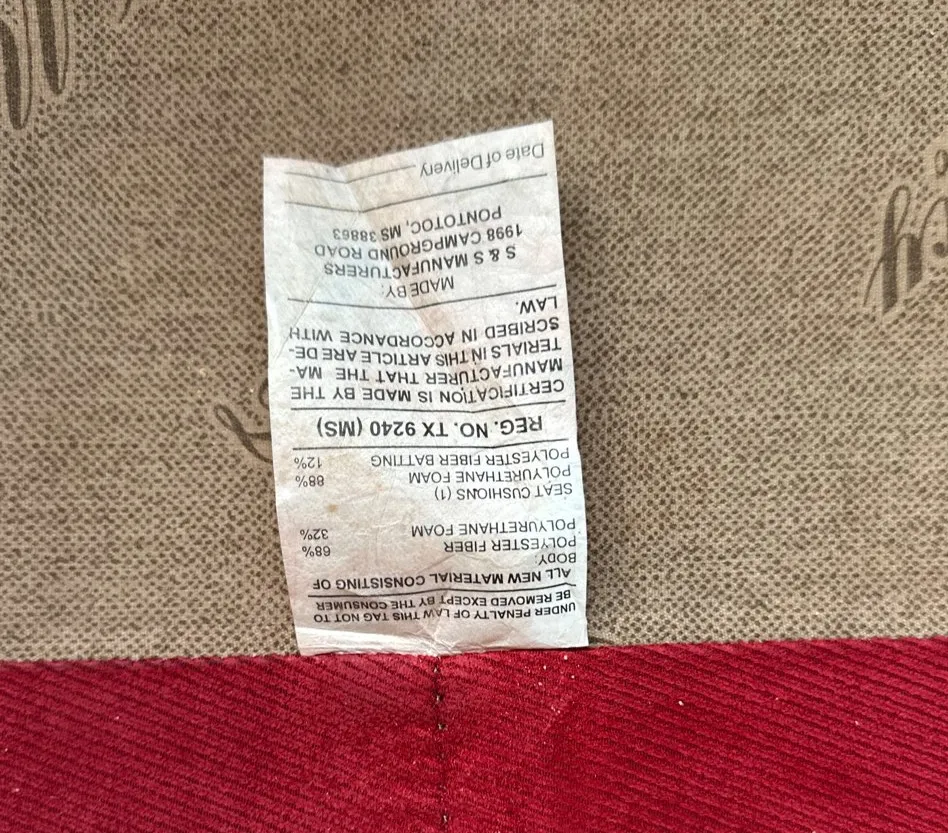 UNDER PENALTY OF LAW THIS TAG NOT TO
BE REMOVED EXCEPT BY THE CONSUMER
ALL NEW MATERIAL CONSISTING OF
BODY:
POLYESTER FIBER 68%
POLYURETHANE FOAM 32%
SEAT CUSHIONS (1)
POLYURETHANE FOAM 88%
POLYESTER FIBER BATTING 12%
REG. NO. TX 9240 (MS)
CERTIFICATION IS MADE BY THE
MANUFACTURER THAT THE MA-
TERIALS IN THIS ARTICLE ARE DE-
SCRIBED IN ACCORDANCE WITH
LAW.
MADE BY:
S & S MANUFACTURERS
1998 CAMPGROUND ROAD
PONTOTOC, MS 38863
Date of Delivery